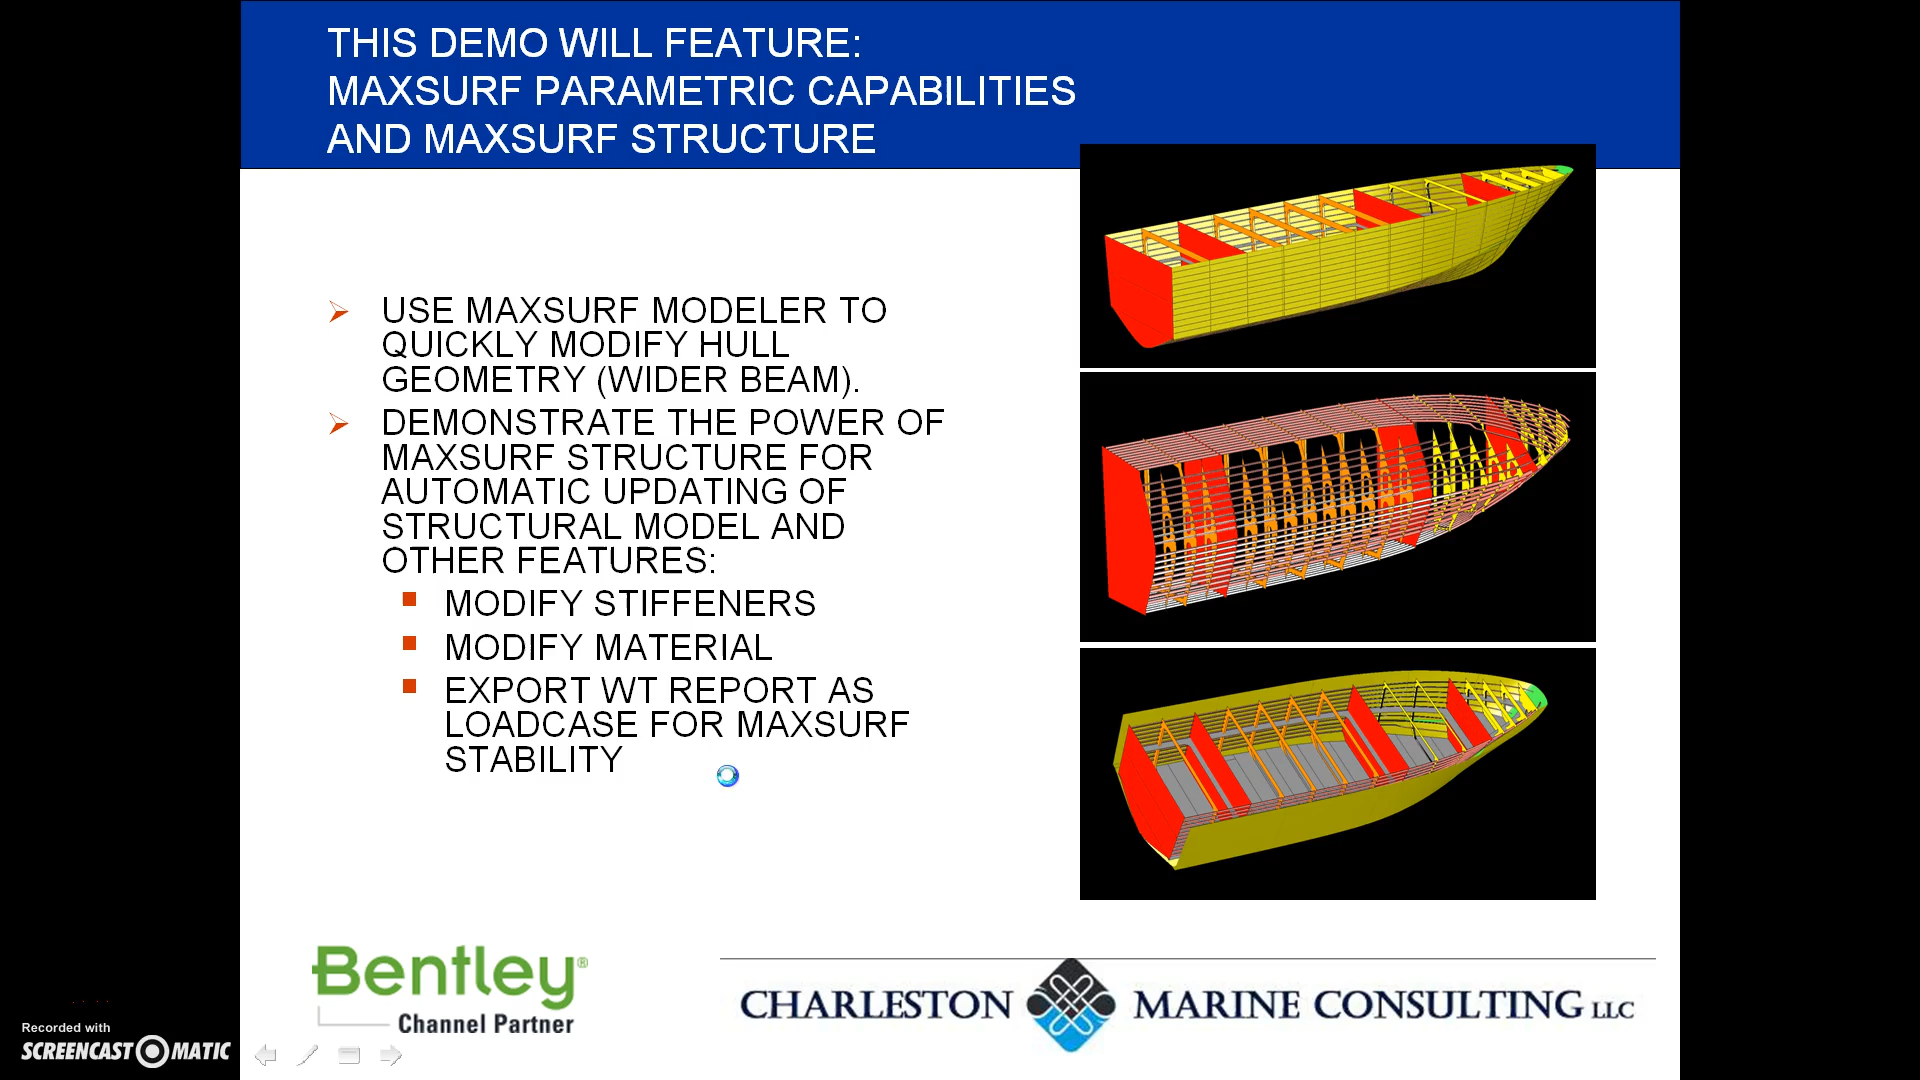 THIS DEMO WILL FEATURE:
MAXSURF PARAMETRIC CAPABILITIES
AND MAXSURF STRUCTURE
USE MAXSURF MODELER TO
QUICKLY MODIFY HULL
GEOMETRY (WIDER BEAM).
DEMONSTRATE THE POWER OF
MAXSURF STRUCTURE FOR
AUTOMATIC UPDATING OF
STRUCTURAL MODEL AND
OTHER FEATURES:
MODIFY STIFFENERS
MODIFY MATERIAL
EXPORT WT REPORT AS
LOADCASE FOR MAXSURF
STABILITY
Bentley®
Channel Partner
CHARLESTON MARINE CONSULTING LLC
Recorded with
SCREENCAST MATIC